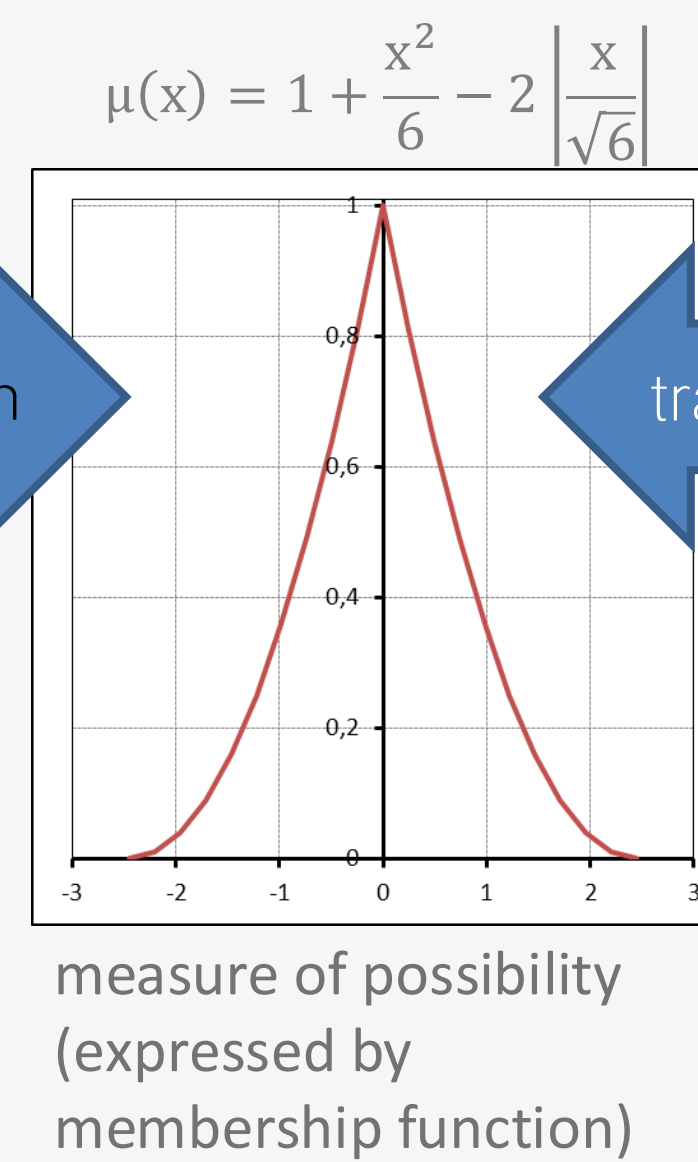 μ(x) = 1 + x²/6 − 2 |x/√6|
1
0,8
n
tra
0,6
0,4
0,2
0
-3 -2 -1 0 1 2 3
measure of possibility
(expressed by
membership function)